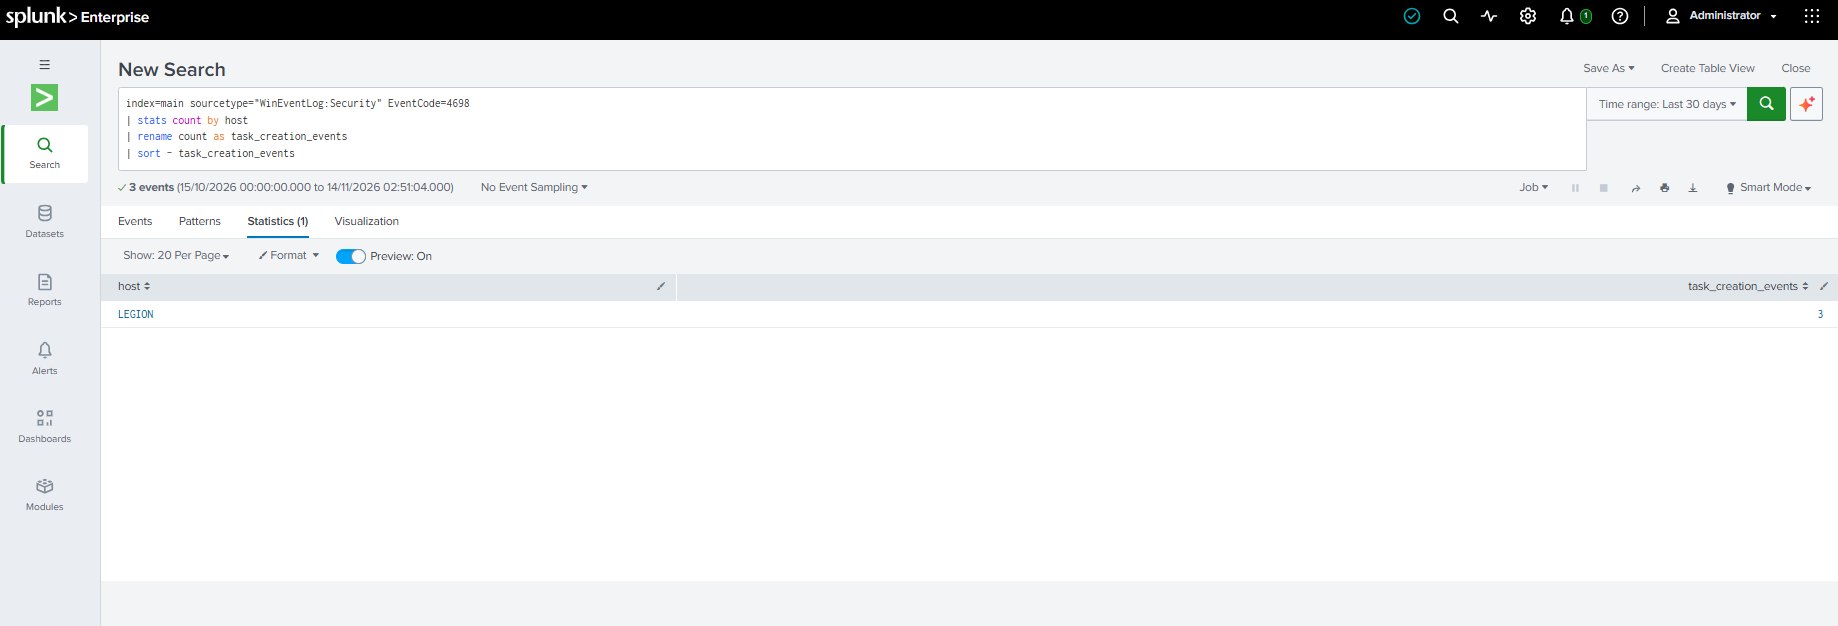 splunk> Enterprise
1
Administrator
New Search
Save As
Create Table View
Close
index=main sourcetype="WinEventLog:Security" EventCode=4698
| stats count by host
| rename count as task_creation_events
| sort - task_creation_events
Time range: Last 30 days
3 events (15/10/2026 00:00:00.000 to 14/11/2026 02:51:04.000)
No Event Sampling
Job
Smart Mode
Events
Patterns
Statistics (1)
Visualization
Show: 20 Per Page
Format
Preview: On
host
task_creation_events
LEGION
3
Search
Datasets
Reports
Alerts
Dashboards
Modules